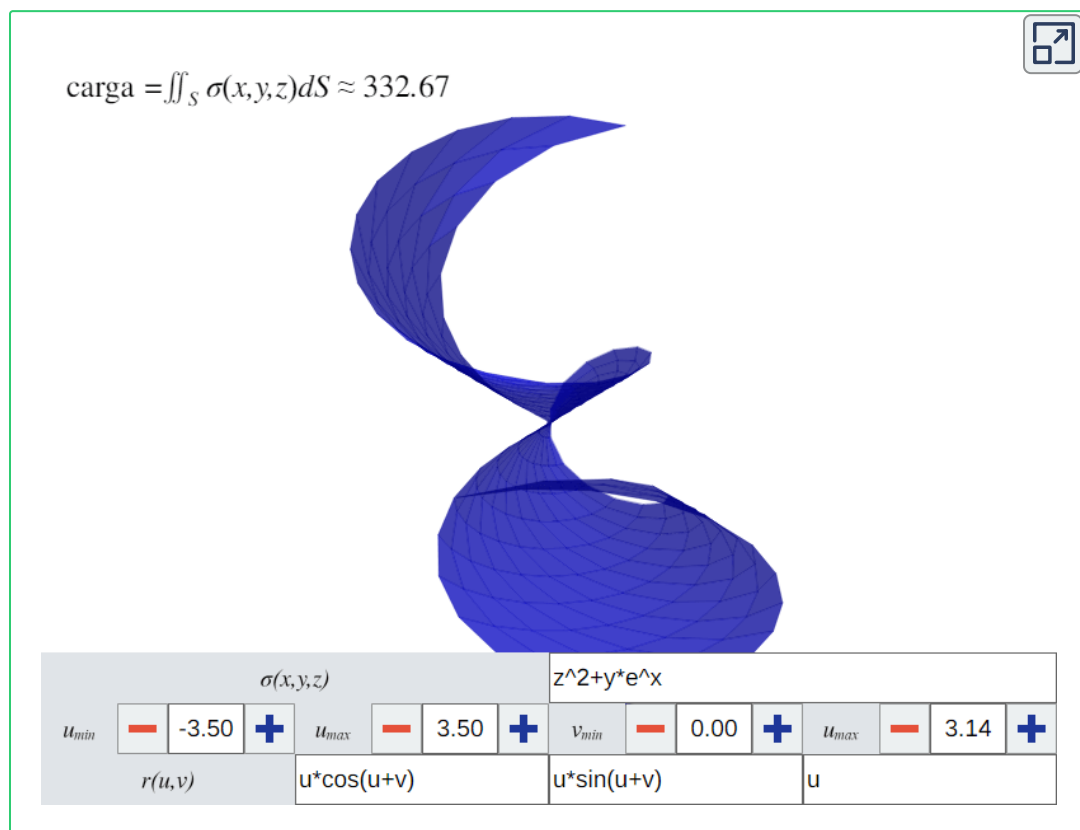 carga = ∬_S σ(x,y,z)dS ≈ 332.67
σ(x,y,z) z^2+y*e^x
u_min -3.50 u_max 3.50 v_min 0.00 u_max 3.14
r(u,v) u*cos(u+v) u*sin(u+v) u